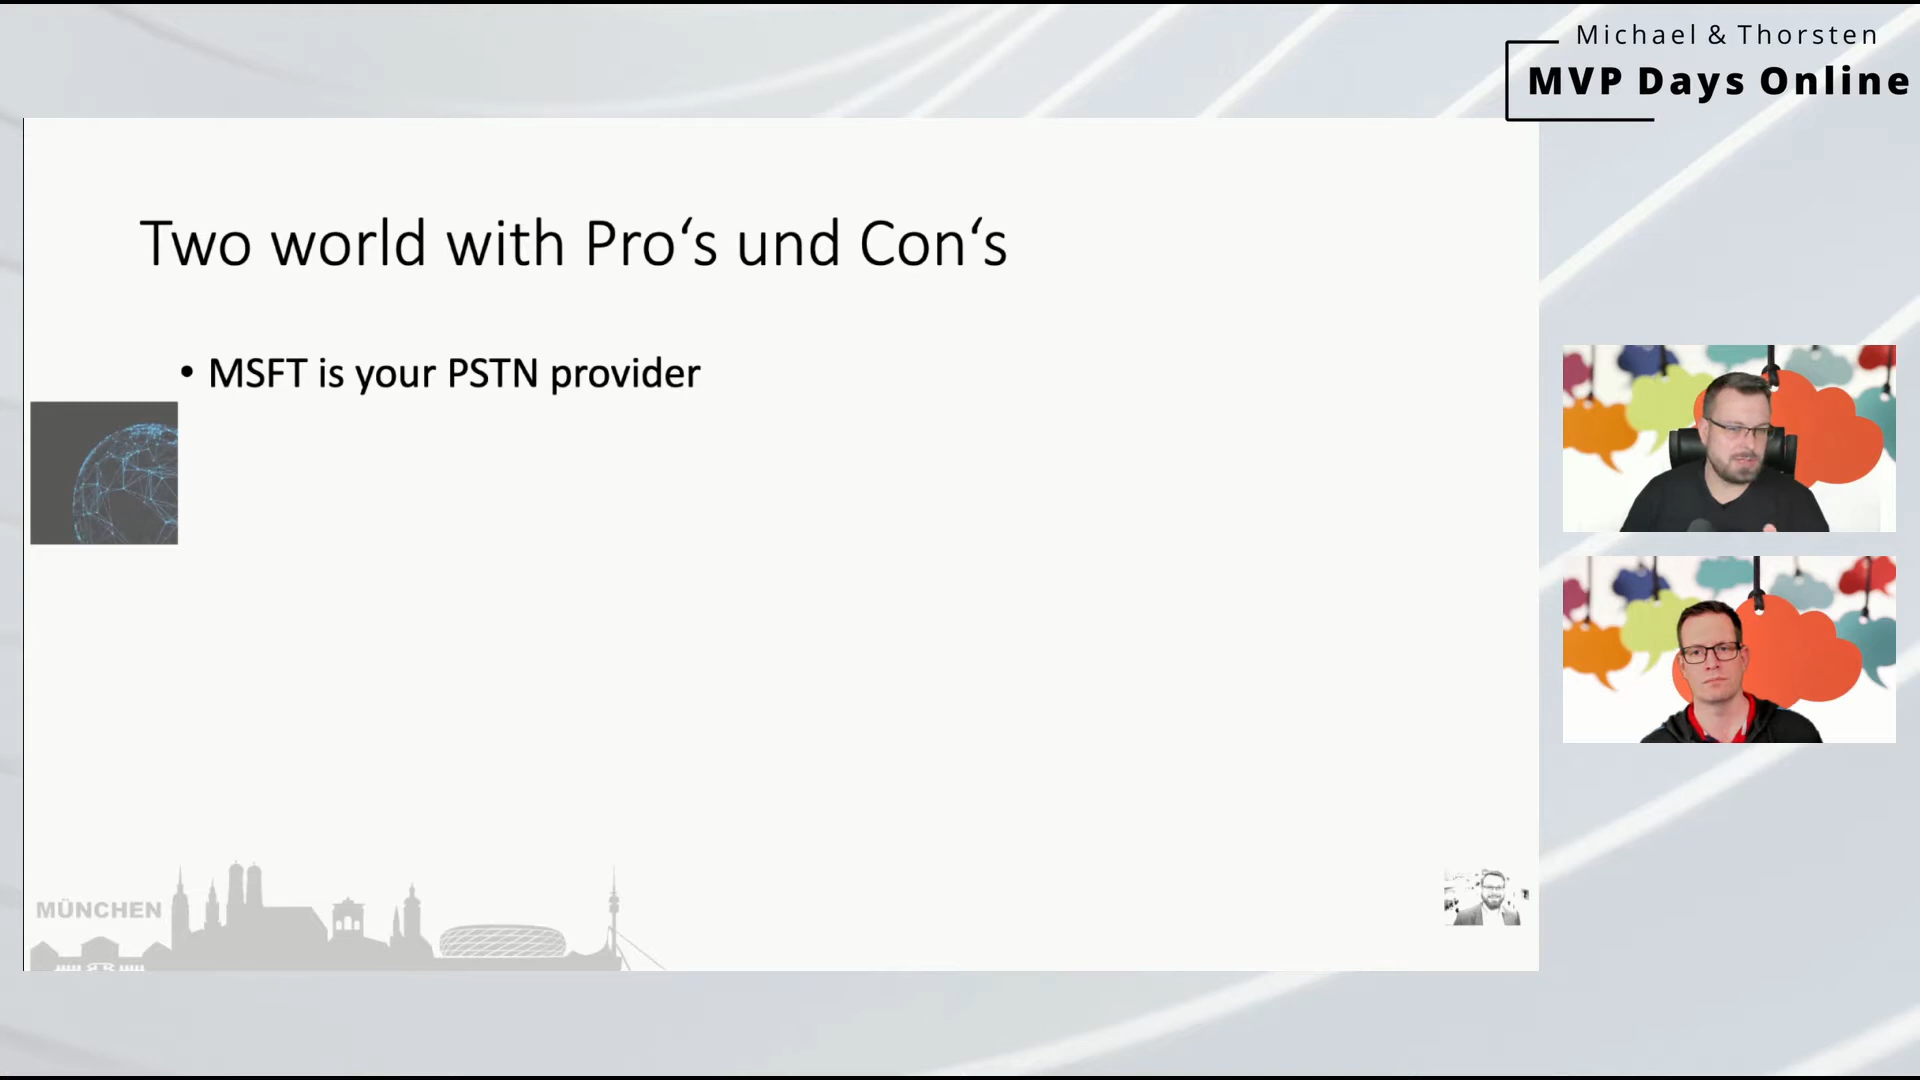 Michael & Thorsten
MVP Days Online
Two world with Pro‘s und Con‘s
• MSFT is your PSTN provider
MÜNCHEN